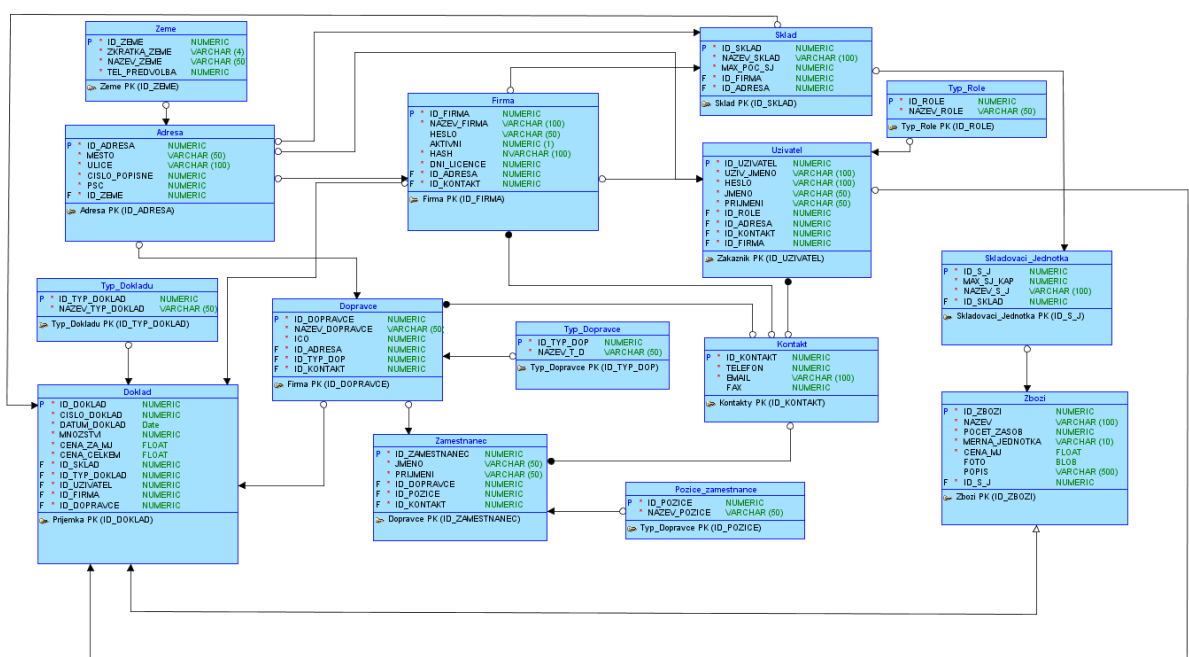 Zeme
P * ID_ZEME NUMERIC
* ZKRATKA_ZEME VARCHAR (4)
* NAZEV_ZEME VARCHAR (50
* TEL_PREDVOLBA NUMERIC
Zeme PK (ID_ZEME)
Sklad
P * ID_SKLAD NUMERIC
* NAZEV_SKLAD VARCHAR (100)
* MAX_POC_SJ NUMERIC
F * ID_FIRMA NUMERIC
F * ID_ADRESA NUMERIC
Sklad PK (ID_SKLAD)
Typ_Role
P * ID_ROLE NUMERIC
* NAZEV_ROLE VARCHAR (50)
Typ_Role PK (ID_ROLE)
Firma
P * ID_FIRMA NUMERIC
* NAZEV_FIRMA VARCHAR (100)
HESLO VARCHAR (50)
AKTIVNI NUMERIC (1)
* HASH NVARCHAR (100)
* DNI_LICENCE NUMERIC
F * ID_ADRESA NUMERIC
F * ID_KONTAKT NUMERIC
Firma PK (ID_FIRMA)
Adresa
P * ID_ADRESA NUMERIC
* MESTO VARCHAR (50)
ULICE VARCHAR (100)
* CISLO_POPISNE NUMERIC
* PSC NUMERIC
F * ID_ZEME NUMERIC
Adresa PK (ID_ADRESA)
Uzivatel
P * ID_UZIVATEL NUMERIC
* UZIV_JMENO VARCHAR (100)
* HESLO VARCHAR (100)
* JMENO VARCHAR (50)
* PRIJMENI VARCHAR (50)
F * ID_ROLE NUMERIC
F * ID_ADRESA NUMERIC
F * ID_KONTAKT NUMERIC
F * ID_FIRMA NUMERIC
Zakaznik PK (ID_UZIVATEL)
Skladovaci_Jednotka
P * ID_S_J NUMERIC
* MAX_SJ_KAP NUMERIC
* NAZEV_S_J VARCHAR (100)
F * ID_SKLAD NUMERIC
Skladovaci_Jednotka PK (ID_S_J)
Typ_Dokladu
P * ID_TYP_DOKLAD NUMERIC
* NAZEV_TYP_DOKLAD VARCHAR (50)
Typ_Dokladu PK (ID_TYP_DOKLAD)
Dopravce
P * ID_DOPRAVCE NUMERIC
* NAZEV_DOPRAVCE VARCHAR (50
* ICO NUMERIC
F * ID_ADRESA NUMERIC
F * ID_TYP_DOP NUMERIC
F * ID_KONTAKT NUMERIC
Firma PK (ID_DOPRAVCE)
Typ_Dopravce
P * ID_TYP_DOP NUMERIC
* NAZEV_T_D VARCHAR (50)
Typ_Dopravce PK (ID_TYP_DOP)
Kontakt
P * ID_KONTAKT NUMERIC
* TELEFON NUMERIC
* EMAIL VARCHAR (100)
FAX NUMERIC
Kontakty PK (ID_KONTAKT)
Doklad
P * ID_DOKLAD NUMERIC
* CISLO_DOKLAD NUMERIC
* DATUM_DOKLAD Date
* MNOZSTVI NUMERIC
* CENA_ZA_MJ FLOAT
* CENA_CELKEM FLOAT
F * ID_SKLAD NUMERIC
F * ID_TYP_DOKLAD NUMERIC
F * ID_UZIVATEL NUMERIC
F * ID_FIRMA NUMERIC
F * ID_DOPRAVCE NUMERIC
Prijemka PK (ID_DOKLAD)
Zbozi
P * ID_ZBOZI NUMERIC
* NAZEV VARCHAR (100)
* POCET_ZASOB NUMERIC
* MERNA_JEDNOTKA VARCHAR (10)
* CENA_MJ FLOAT
FOTO BLOB
POPIS VARCHAR (500)
F * ID_S_J NUMERIC
Zbozi PK (ID_ZBOZI)
Zamestnanec
P * ID_ZAMESTNANEC NUMERIC
* JMENO VARCHAR (50)
* PRIJMENI VARCHAR (50)
F * ID_DOPRAVCE NUMERIC
F * ID_POZICE NUMERIC
F * ID_KONTAKT NUMERIC
Dopravce PK (ID_ZAMESTNANEC)
Pozice_zamestnance
P * ID_POZICE NUMERIC
* NAZEV_POZICE VARCHAR (50)
Typ_Dopravce PK (ID_POZICE)